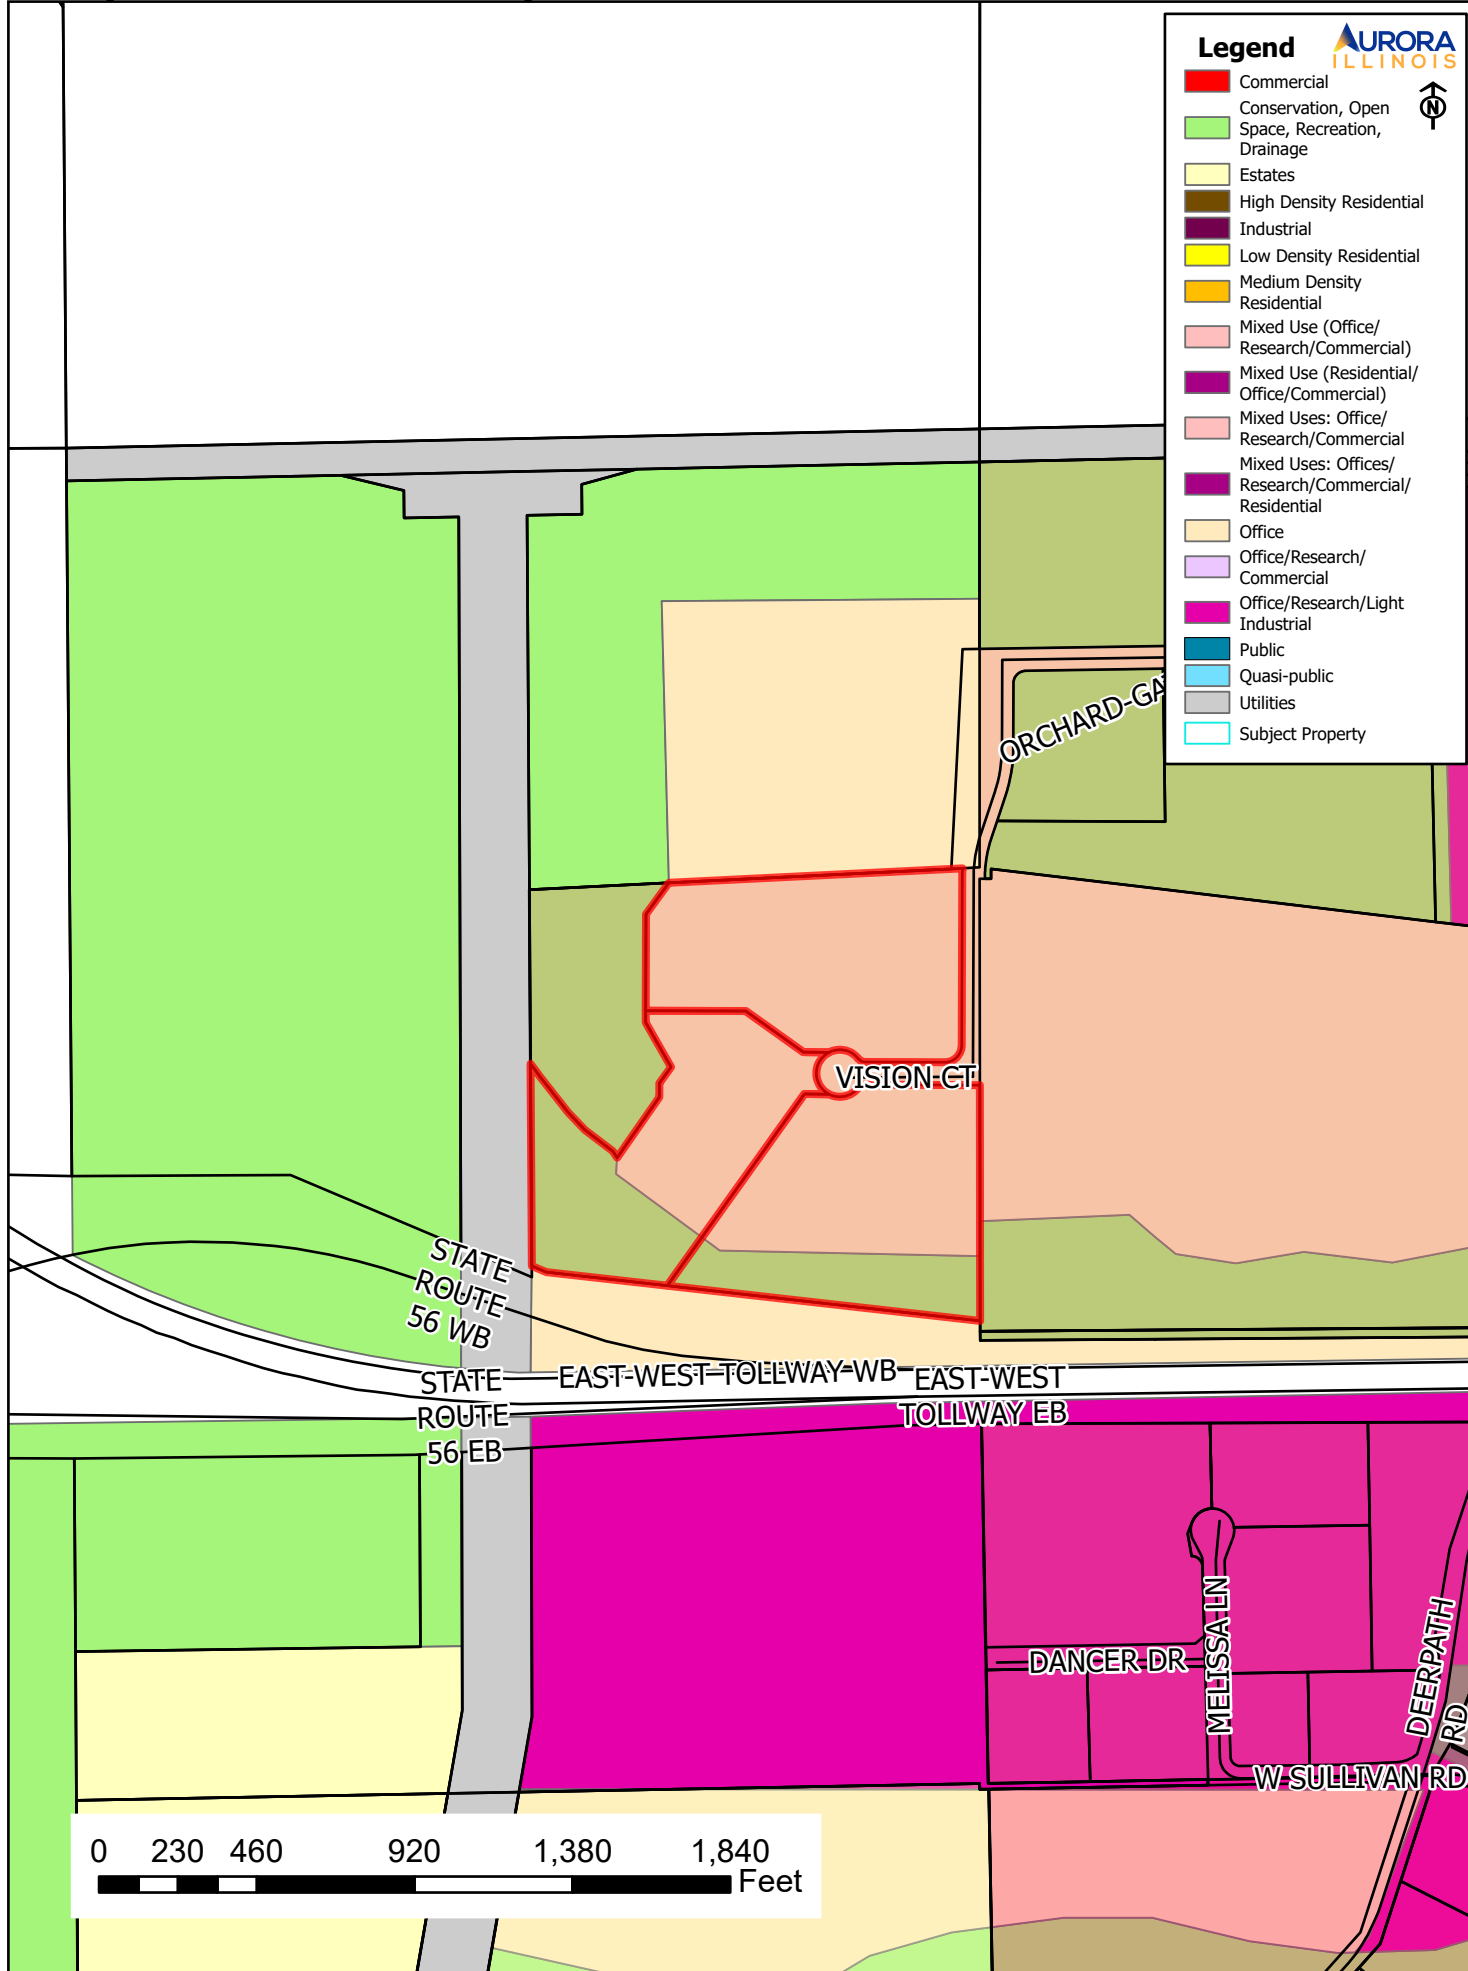 Legend
AURORA
ILLINOIS
N
Commercial
Conservation, Open
Space, Recreation,
Drainage
Estates
High Density Residential
Industrial
Low Density Residential
Medium Density
Residential
Mixed Use (Office/
Research/Commercial)
Mixed Use (Residential/
Office/Commercial)
Mixed Uses: Office/
Research/Commercial
Mixed Uses: Offices/
Research/Commercial/
Residential
Office
Office/Research/
Commercial
Office/Research/Light
Industrial
Public
Quasi-public
Utilities
Subject Property
ORCHARD-GA
VISION CT
STATE
ROUTE
56 WB
EAST-WEST TOLLWAY WB
EAST-WEST
TOLLWAY EB
STATE
ROUTE
56 EB
MELISSA LN
DANCER DR
DEERPATH
RD
W SULLIVAN RD
0 230 460 920 1,380 1,840
Feet